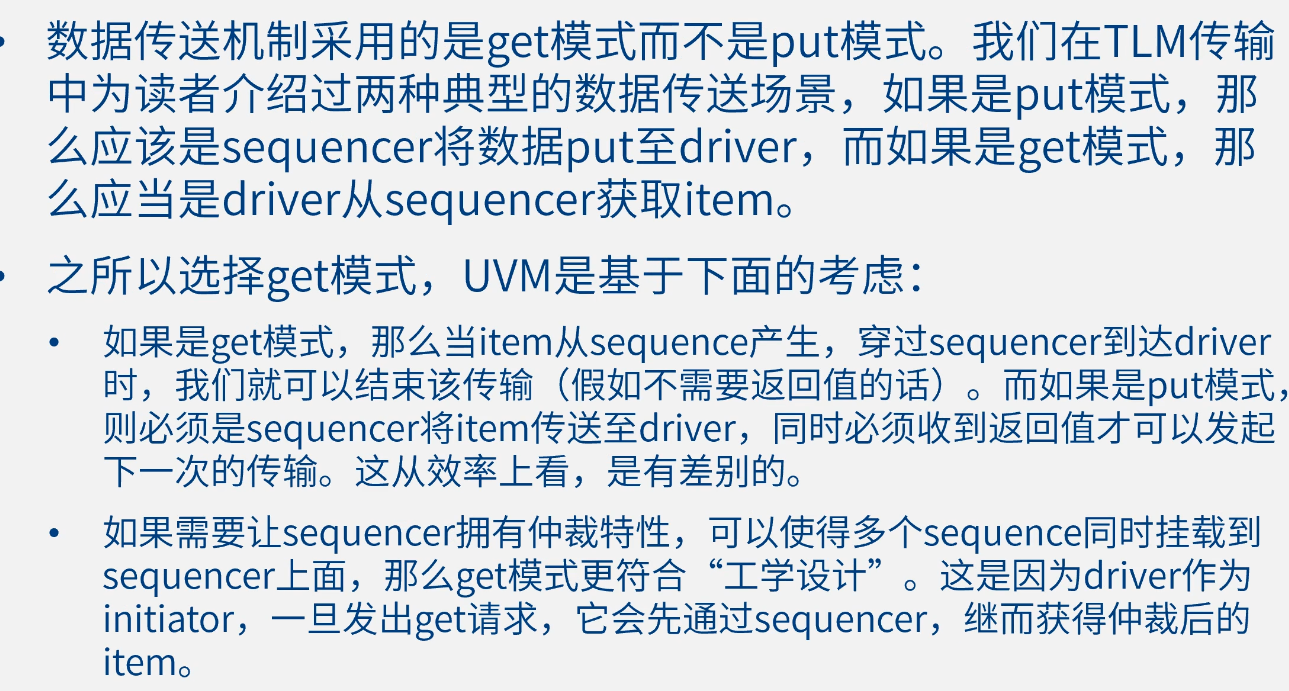 • 数据传送机制采用的是get模式而不是put模式。我们在TLM传输
中为读者介绍过两种典型的数据传送场景，如果是put模式，那
么应该是sequencer将数据put至driver，而如果是get模式，那
么应当是driver从sequencer获取item。
• 之所以选择get模式，UVM是基于下面的考虑：
• 如果是get模式，那么当item从sequence产生，穿过sequencer到达driver
时，我们就可以结束该传输（假如不需要返回值的话）。而如果是put模式，
则必须是sequencer将item传送至driver，同时必须收到返回值才可以发起
下一次的传输。这从效率上看，是有差别的。
• 如果需要让sequencer拥有仲裁特性，可以使得多个sequence同时挂载到
sequencer上面，那么get模式更符合“工学设计”。这是因为driver作为
initiator，一旦发出get请求，它会先通过sequencer，继而获得仲裁后的
item。